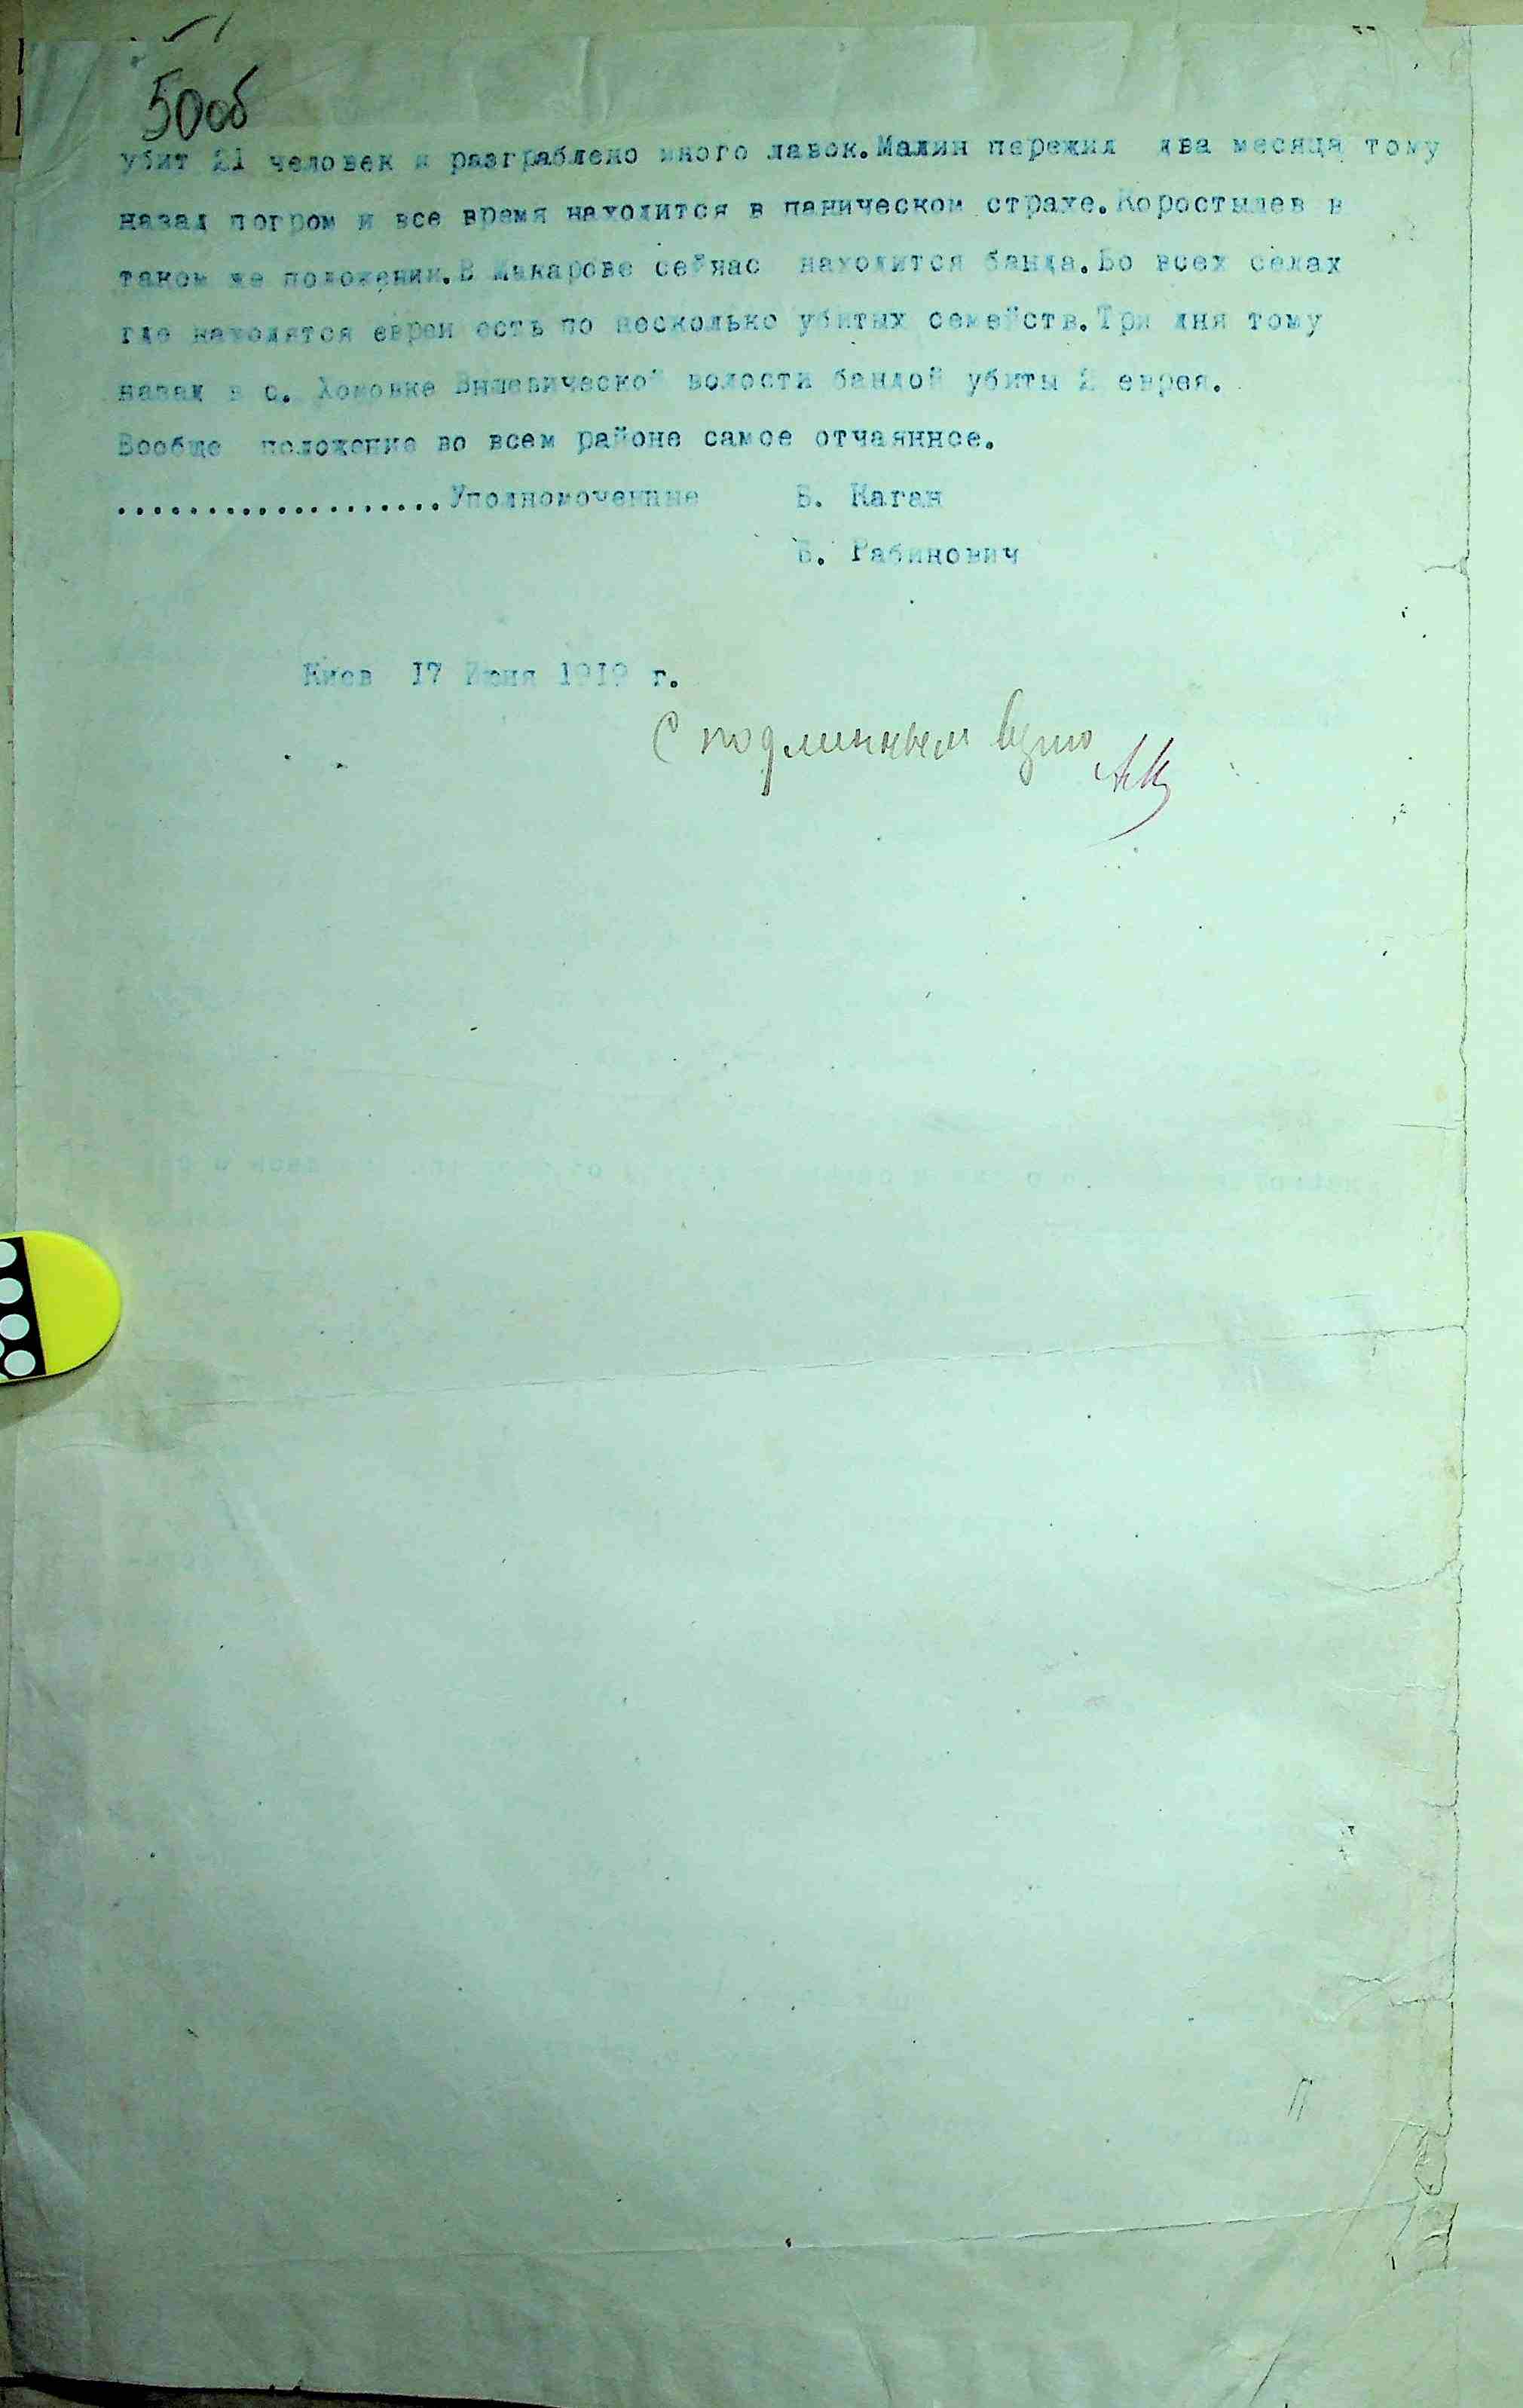 50об
убит 21 человек и разграблено много лавок.Малин пережил два месяца тому
назад погром и все время находится в паническом страхе.Коростышев в
таком же положении.В Макарове сейчас находится банда.Во всех селах
где находятся евреи есть по несколько убитых семейств.Три дня тому
назад в с. Хомовке Вышевической волости бандой убиты 2 еврея.
Вообще положение во всем районе самое отчаянное.
...................Уполномоченные Б. Каган
Б. Рабинович
Киев 17 Июня 1919 г.
С подлинным верно